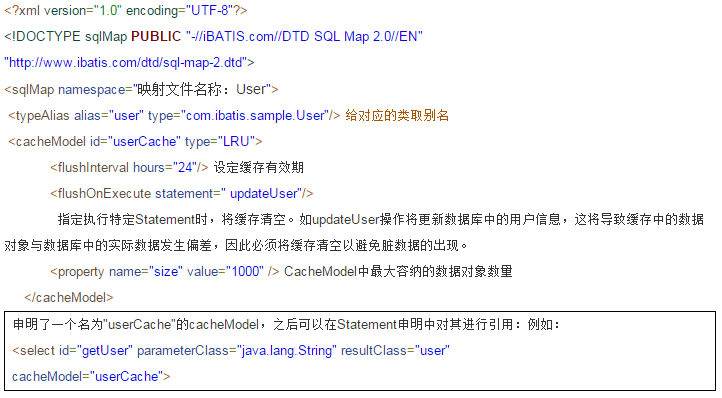 <?xml version="1.0" encoding="UTF-8"?>
<!DOCTYPE sqlMap PUBLIC "-//iBATIS.com//DTD SQL Map 2.0//EN"
"http://www.ibatis.com/dtd/sql-map-2.dtd">
<sqlMap namespace="映射文件名称：User">
<typeAlias alias="user" type="com.ibatis.sample.User"/> 给对应的类取别名
<cacheModel id="userCache" type="LRU">
<flushInterval hours="24"/> 设定缓存有效期
<flushOnExecute statement=" updateUser"/>
指定执行特定Statement时，将缓存清空。如updateUser操作将更新数据库中的用户信息，这将导致缓存中的数据
对象与数据库中的实际数据发生偏差，因此必须将缓存清空以避免脏数据的出现。
<property name="size" value="1000" /> CacheModel中最大容纳的数据对象数量
</cacheModel>
申明了一个名为"userCache"的cacheModel，之后可以在Statement申明中对其进行引用：例如：
<select id="getUser" parameterClass="java.lang.String" resultClass="user"
cacheModel="userCache">